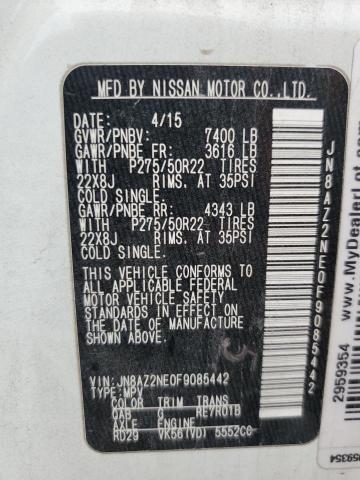 MFD BY NISSAN MOTOR CO.,LTD.
DATE: 4/15
GVWR/PNBV: 7400 LB
GAWR/PNBE FR: 3616 LB
WITH P275/50R22 TIRES
22X8J RIMS, AT 35PSI
COLD SINGLE.
GAWR/PNBE RR: 4343 LB
WITH P275/50R22 TIRES
22X8J RIMS, AT 35PSI
COLD SINGLE.
THIS VEHICLE CONFORMS TO
ALL APPLICABLE FEDERAL
MOTOR VEHICLE SAFETY
STANDARDS IN EFFECT ON
THE DATE OF MANUFACTURE
SHOWN ABOVE.
VIN: JN8AZ2NE0F9085442
TYPE: MPV
COLOR TRIM TRANS
QAB G RE7R01B
AXLE ENGINE
RD29 VK56(VD) 5552CC
JN8AZ2NE0F9085442
2959354
www.MyDealer
2959354